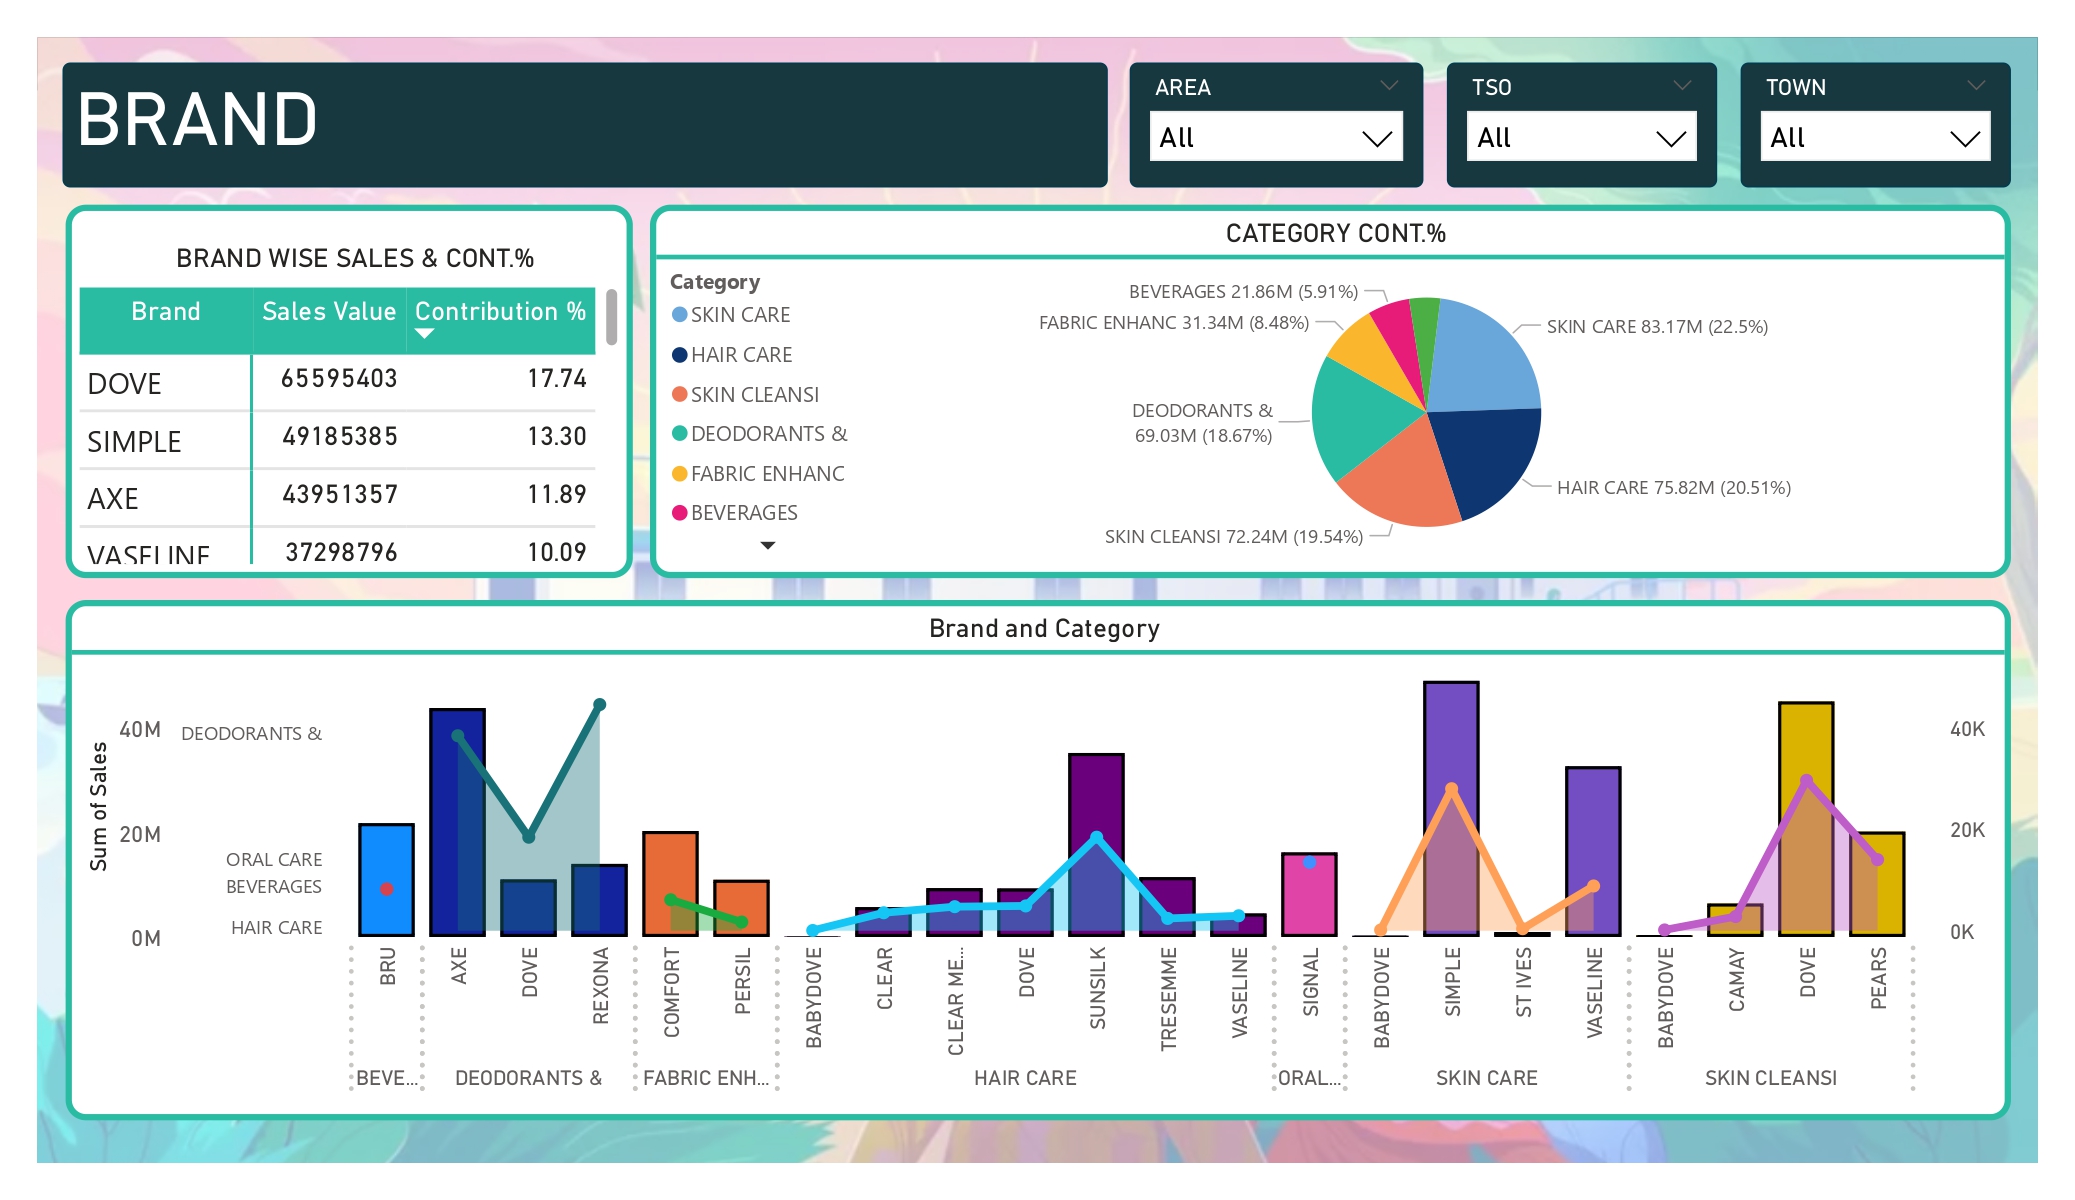 BRAND
AREA
All
TSO
All
TOWN
All
BRAND WISE SALES & CONT.%
Brand Sales Value Contribution %
DOVE 65595403 17.74
SIMPLE 49185385 13.30
AXE 43951357 11.89
VASELINE 37298796 10.09
CATEGORY CONT.%
Category
SKIN CARE
HAIR CARE
SKIN CLEANSI
DEODORANTS &
FABRIC ENHANC
BEVERAGES
BEVERAGES 21.86M (5.91%)
FABRIC ENHANC 31.34M (8.48%)
DEODORANTS &
69.03M (18.67%)
SKIN CLEANSI 72.24M (19.54%)
SKIN CARE 83.17M (22.5%)
HAIR CARE 75.82M (20.51%)
Brand and Category
Sum of Sales
40M
20M
0M
DEODORANTS &
ORAL CARE
BEVERAGES
HAIR CARE
40K
20K
0K
BRU
AXE
DOVE
REXONA
COMFORT
PERSIL
BABYDOVE
CLEAR
CLEAR ME...
DOVE
SUNSILK
TRESEMME
VASELINE
SIGNAL
BABYDOVE
SIMPLE
ST IVES
VASELINE
BABYDOVE
CAMAY
DOVE
PEARS
BEVE...
DEODORANTS &
FABRIC ENH...
HAIR CARE
ORAL...
SKIN CARE
SKIN CLEANSI